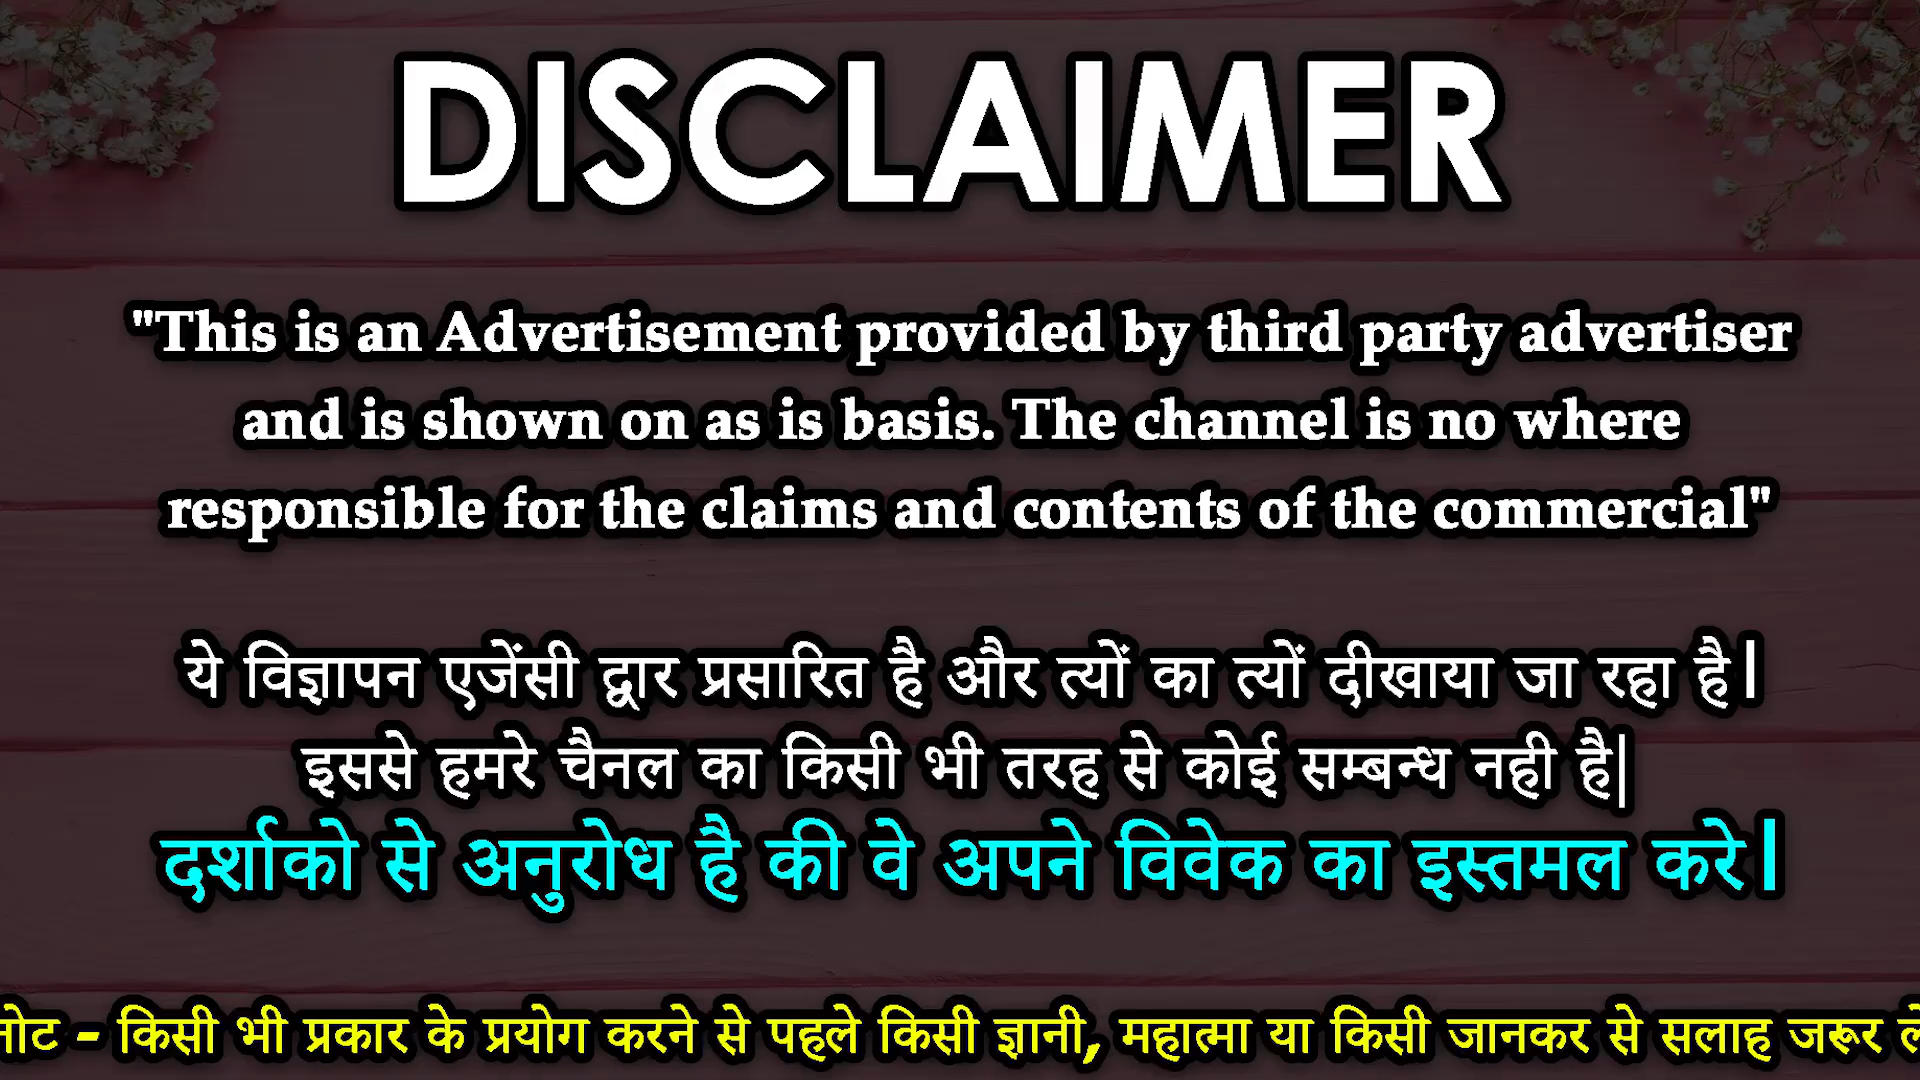 DISCLAIMER
"This is an Advertisement provided by third party advertiser
and is shown on as is basis. The channel is no where
responsible for the claims and contents of the commercial"
ये विज्ञापन एजेंसी द्वार प्रसारित है और त्यों का त्यों दीखाया जा रहा है|
इससे हमरे चैनल का किसी भी तरह से कोई सम्बन्ध नही है|
दर्शाको से अनुरोध है की वे अपने विवेक का इस्तमल करे|
नोट - किसी भी प्रकार के प्रयोग करने से पहले किसी ज्ञानी, महात्मा या किसी जानकर से सलाह जरूर ले